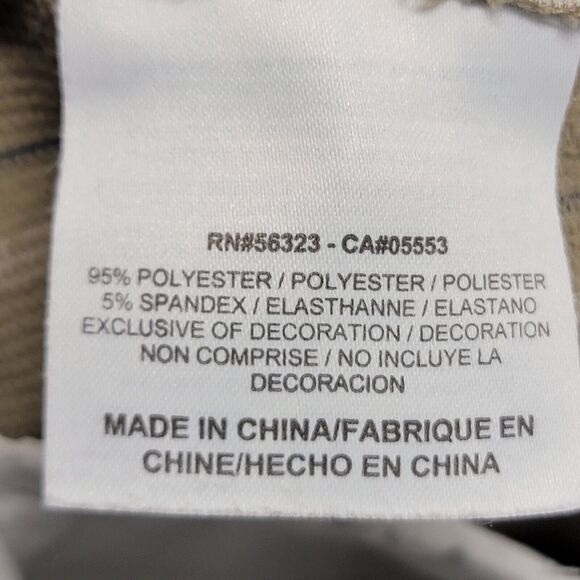 RN#56323 - CA#05553
95% POLYESTER / POLYESTER / POLIESTER
5% SPANDEX / ELASTHANNE / ELASTANO
EXCLUSIVE OF DECORATION / DECORATION
NON COMPRISE / NO INCLUYE LA
DECORACION
MADE IN CHINA/FABRIQUE EN
CHINE/HECHO EN CHINA